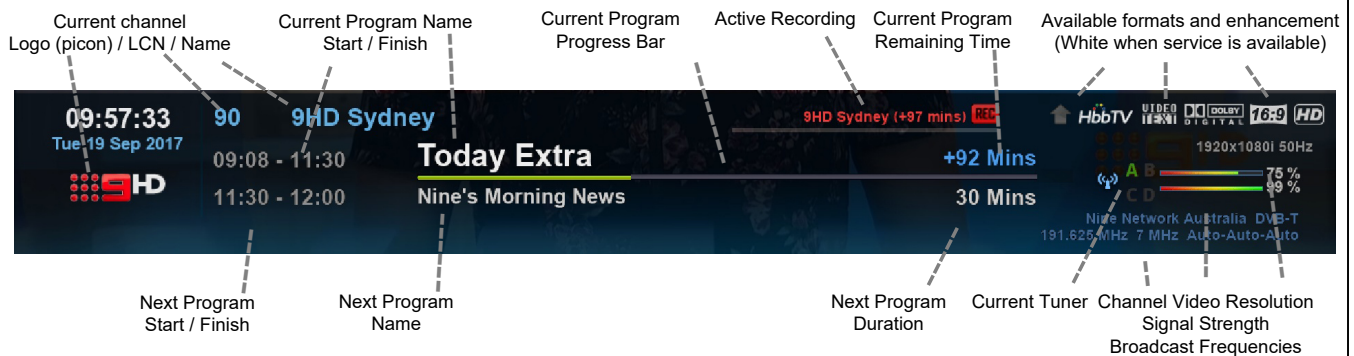 Current channel
Logo (picon) / LCN / Name
Current Program Name
Start / Finish
Current Program
Progress Bar
Active Recording
Current Program
Remaining Time
Available formats and enhancement
(White when service is available)
09:57:33
90
9HD Sydney
9HD Sydney (+97 mins) REC
HbbTV
VIDEO TEXT
DOLBY DIGITAL
16:9
HD
Tue 19 Sep 2017
09:08 - 11:30
Today Extra
+92 Mins
1920x1080i 50Hz
9HD
A B
75 %
11:30 - 12:00
Nine's Morning News
30 Mins
C D
99 %
Nine Network Australia DVB-T
191.625 MHz 7 MHz Auto-Auto-Auto
Next Program
Start / Finish
Next Program
Name
Next Program
Duration
Current Tuner
Channel Video Resolution
Signal Strength
Broadcast Frequencies